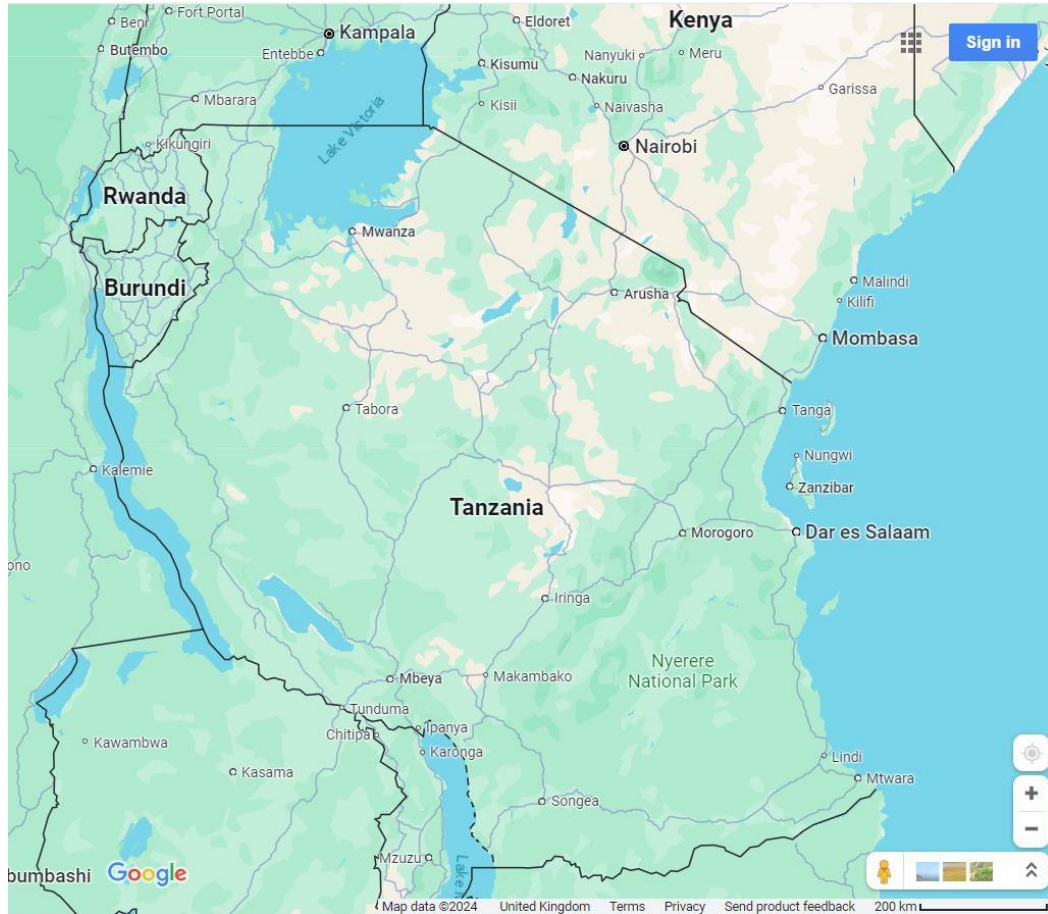 Fort Portal
Beni
Butembo
Kampala
Entebbe
Eldoret
Kenya
Sign in
Kisumu
Nanyuki
Meru
Nakuru
Mbarara
Kisii
Naivasha
Garissa
Lake Victoria
Kikungiri
Nairobi
Rwanda
Mwanza
Burundi
Arusha
Malindi
Kilifi
Mombasa
Tabora
Tanga
Nungwi
Kalemie
Zanzibar
Tanzania
Morogoro
Dar es Salaam
ono
Iringa
Nyerere
National Park
Mbeya
Makambako
Tunduma
Ipanya
Chitipa
Karonga
Kawambwa
Lindi
Kasama
Mtwara
Songea
Mzuzu
Lake
bumbashi
Google
Map data ©2024 United Kingdom Terms Privacy Send product feedback 200 km